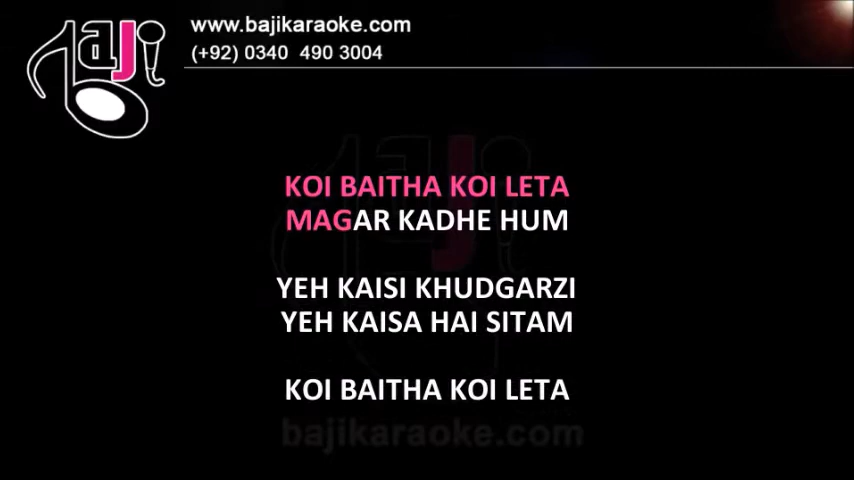 www.bajikaraoke.com
(+92) 0340 490 3004
Baji
KOI BAITHA KOI LETA
MAGAR KADHE HUM
YEH KAISI KHUDGARZI
YEH KAISA HAI SITAM
KOI BAITHA KOI LETA
bajikaraoke.com